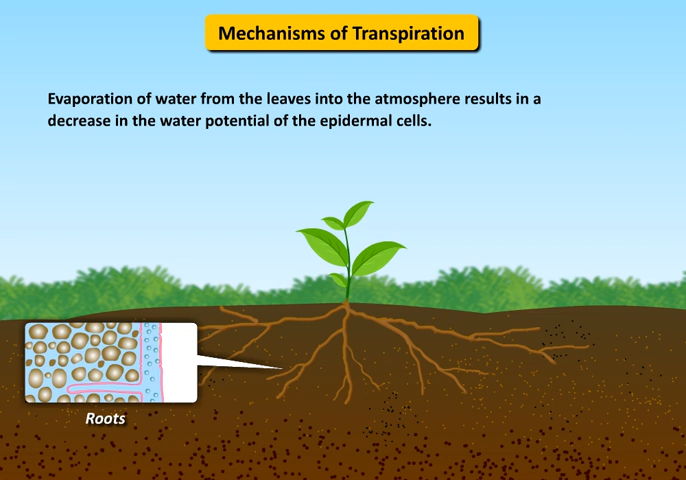 Mechanisms of Transpiration
Evaporation of water from the leaves into the atmosphere results in a
decrease in the water potential of the epidermal cells.
Roots